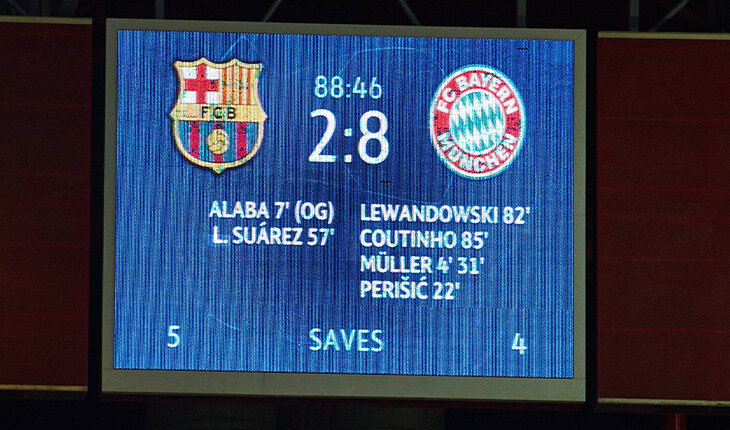 FCB
FC BAYERN
MÜNCHEN
88:46
2:8
ALABA 7' (OG)
L. SUÁREZ 57'
LEWANDOWSKI 82'
COUTINHO 85'
MÜLLER 4' 31'
PERIŠIĆ 22'
5 SAVES 4